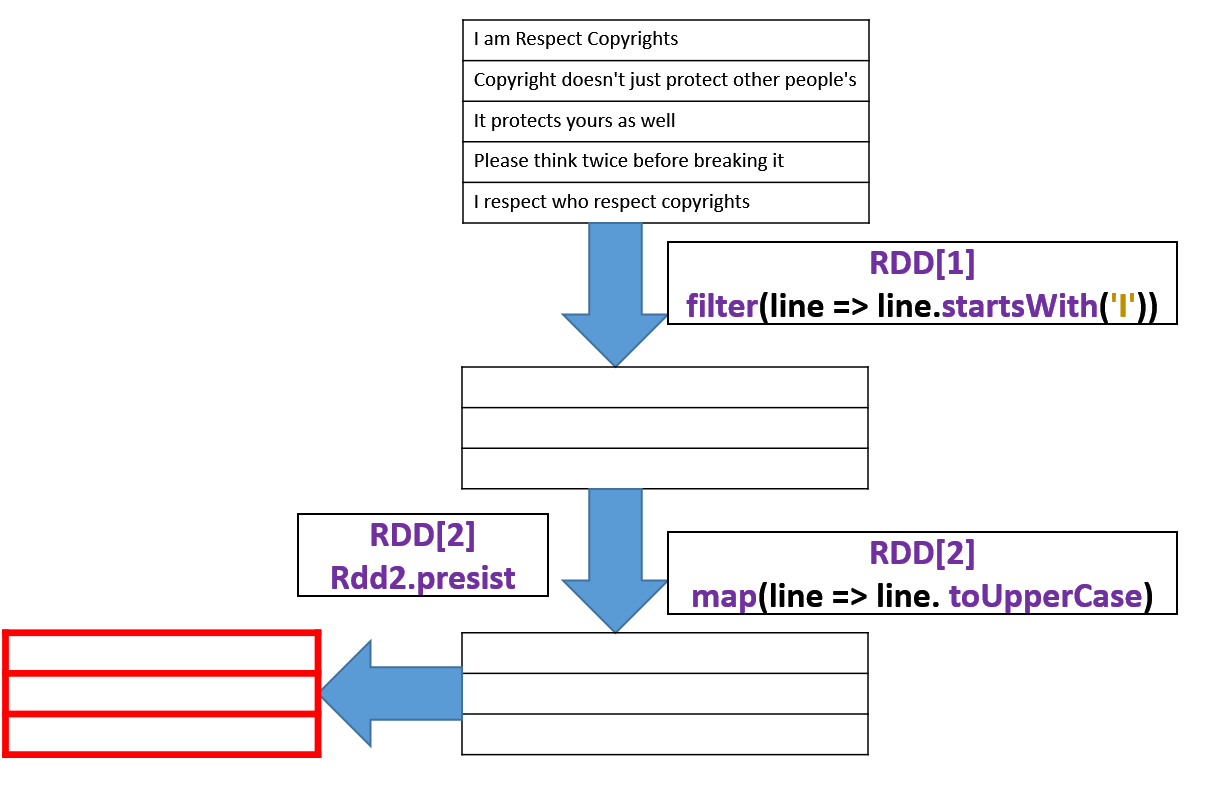 I am Respect Copyrights
Copyright doesn't just protect other people's
It protects yours as well
Please think twice before breaking it
I respect who respect copyrights
RDD[1]
filter(line => line.startsWith('I'))
RDD[2]
Rdd2.presist
RDD[2]
map(line => line. toUpperCase)